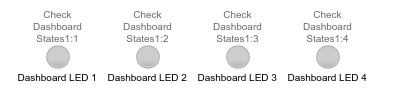 Check Dashboard States1:1
Check Dashboard States1:2
Check Dashboard States1:3
Check Dashboard States1:4
Dashboard LED 1
Dashboard LED 2
Dashboard LED 3
Dashboard LED 4